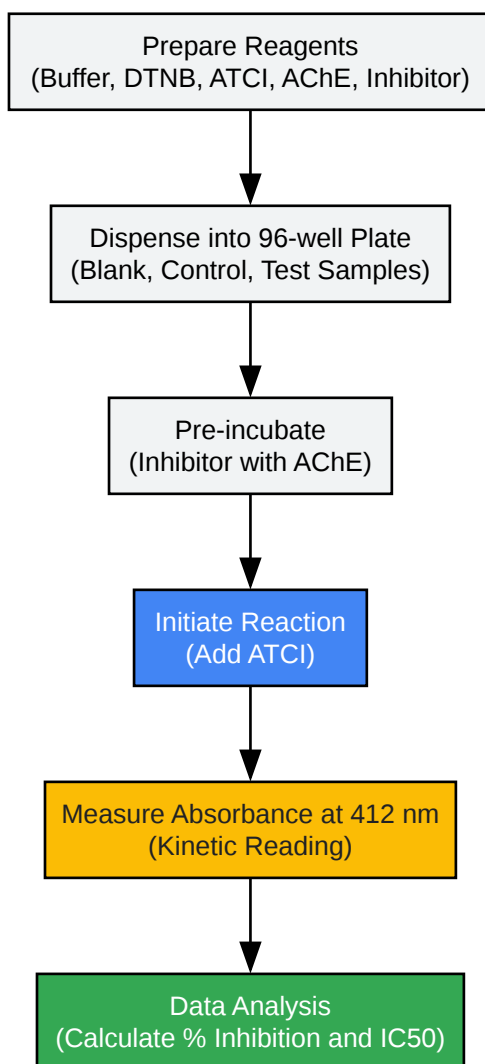 Prepare Reagents
(Buffer, DTNB, ATCI, AChE, Inhibitor)
Dispense into 96-well Plate
(Blank, Control, Test Samples)
Pre-incubate
(Inhibitor with AChE)
Initiate Reaction
(Add ATCI)
Measure Absorbance at 412 nm
(Kinetic Reading)
Data Analysis
(Calculate % Inhibition and IC50)